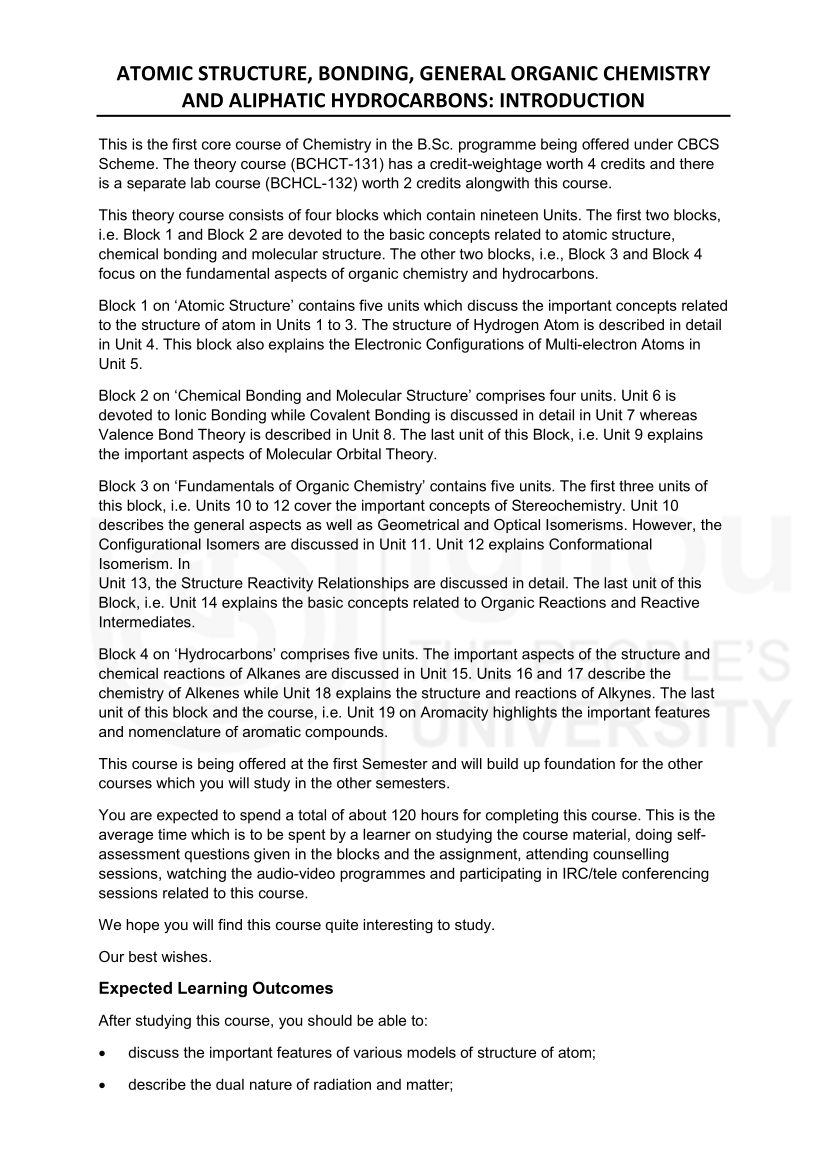 ATOMIC STRUCTURE, BONDING, GENERAL ORGANIC CHEMISTRY
AND ALIPHATIC HYDROCARBONS: INTRODUCTION
This is the first core course of Chemistry in the B.Sc. programme being offered under CBCS
Scheme. The theory course (BCHCT-131) has a credit-weightage worth 4 credits and there
is a separate lab course (BCHCL-132) worth 2 credits alongwith this course.
This theory course consists of four blocks which contain nineteen Units. The first two blocks,
i.e. Block 1 and Block 2 are devoted to the basic concepts related to atomic structure,
chemical bonding and molecular structure. The other two blocks, i.e., Block 3 and Block 4
focus on the fundamental aspects of organic chemistry and hydrocarbons.
Block 1 on ‘Atomic Structure’ contains five units which discuss the important concepts related
to the structure of atom in Units 1 to 3. The structure of Hydrogen Atom is described in detail
in Unit 4. This block also explains the Electronic Configurations of Multi-electron Atoms in
Unit 5.
Block 2 on ‘Chemical Bonding and Molecular Structure’ comprises four units. Unit 6 is
devoted to Ionic Bonding while Covalent Bonding is discussed in detail in Unit 7 whereas
Valence Bond Theory is described in Unit 8. The last unit of this Block, i.e. Unit 9 explains
the important aspects of Molecular Orbital Theory.
Block 3 on ‘Fundamentals of Organic Chemistry’ contains five units. The first three units of
this block, i.e. Units 10 to 12 cover the important concepts of Stereochemistry. Unit 10
describes the general aspects as well as Geometrical and Optical Isomerisms. However, the
Configurational Isomers are discussed in Unit 11. Unit 12 explains Conformational
Isomerism. In
Unit 13, the Structure Reactivity Relationships are discussed in detail. The last unit of this
Block, i.e. Unit 14 explains the basic concepts related to Organic Reactions and Reactive
Intermediates.
Block 4 on ‘Hydrocarbons’ comprises five units. The important aspects of the structure and
chemical reactions of Alkanes are discussed in Unit 15. Units 16 and 17 describe the
chemistry of Alkenes while Unit 18 explains the structure and reactions of Alkynes. The last
unit of this block and the course, i.e. Unit 19 on Aromacity highlights the important features
and nomenclature of aromatic compounds.
This course is being offered at the first Semester and will build up foundation for the other
courses which you will study in the other semesters.
You are expected to spend a total of about 120 hours for completing this course. This is the
average time which is to be spent by a learner on studying the course material, doing self-
assessment questions given in the blocks and the assignment, attending counselling
sessions, watching the audio-video programmes and participating in IRC/tele conferencing
sessions related to this course.
We hope you will find this course quite interesting to study.
Our best wishes.
Expected Learning Outcomes
After studying this course, you should be able to:
• discuss the important features of various models of structure of atom;
• describe the dual nature of radiation and matter;
ignou
THE PEOPLE’S
UNIVERSITY